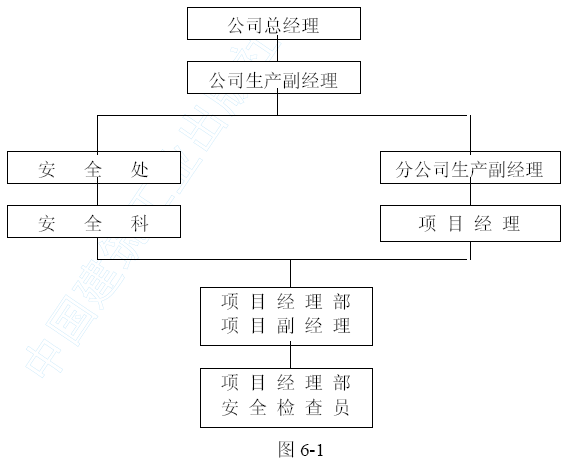 公司总经理
公司生产副经理
安 全 处
分公司生产副经理
安 全 科
项 目 经 理
项 目 经 理 部
项 目 副 经 理
项 目 经 理 部
安 全 检 查 员
图 6-1